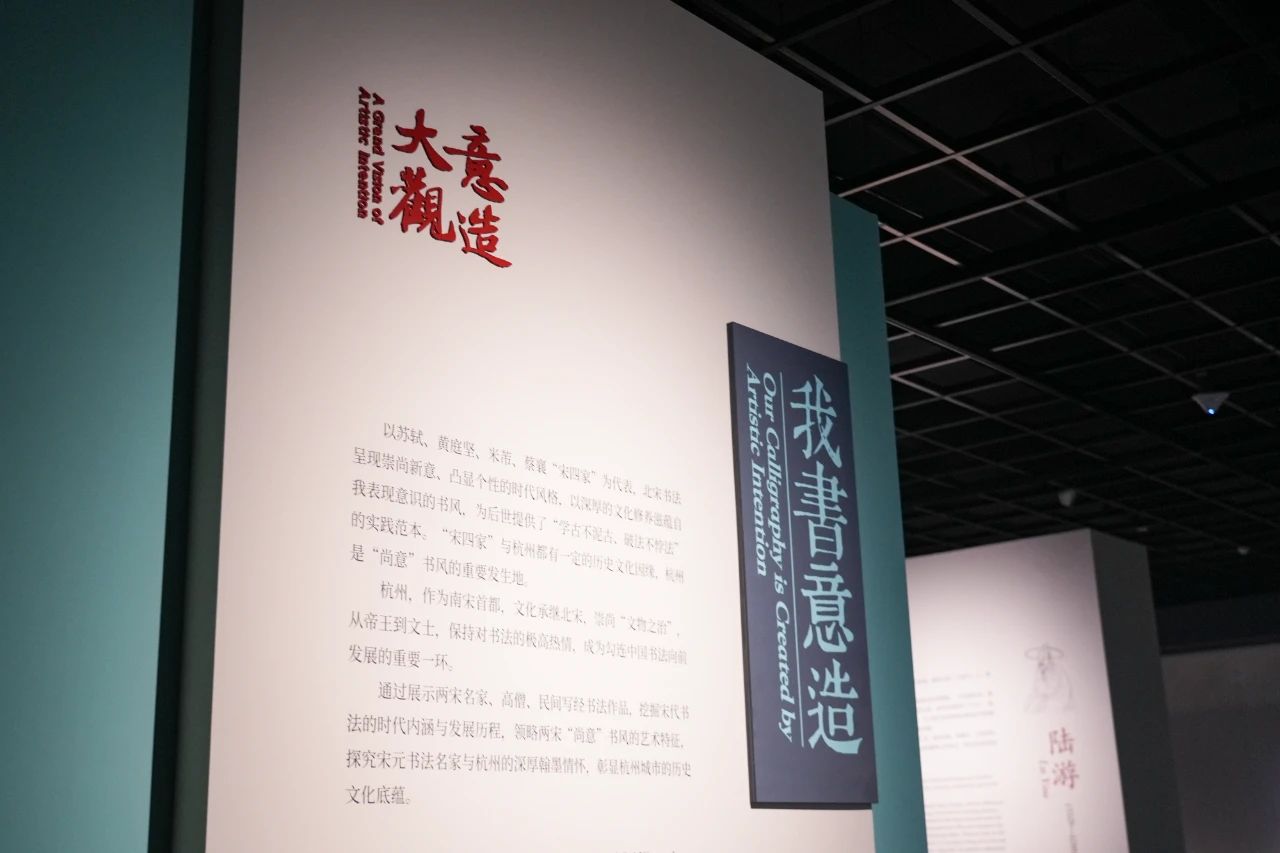 意造
大觀
A Grand Vision of
Artistic Intention
以苏轼、黄庭坚、米芾、蔡襄“宋四家”为代表，北宋书法
呈现崇尚新意、凸显个性的时代风格，以深厚的文化修养滋蕴自
我表现意识的书风，为后世提供了“学古不泥古、破法不悖法”
的实践范本。“宋四家”与杭州都有一定的历史文化因缘，杭州
是“尚意”书风的重要发生地。
杭州，作为南宋首都，文化承继北宋，崇尚“文物之治”，
从帝王到文士，保持对书法的极高热情，成为勾连中国书法向前
发展的重要一环。
通过展示两宋名家、高僧、民间写经书法作品，挖掘宋代书
法的时代内涵与发展历程，领略两宋“尚意”书风的艺术特征，
探究宋元书法名家与杭州的深厚翰墨情怀，彰显杭州城市的历史
文化底蕴。
我書意造
Our Calligraphy is Created by
Artistic Intention
陆游